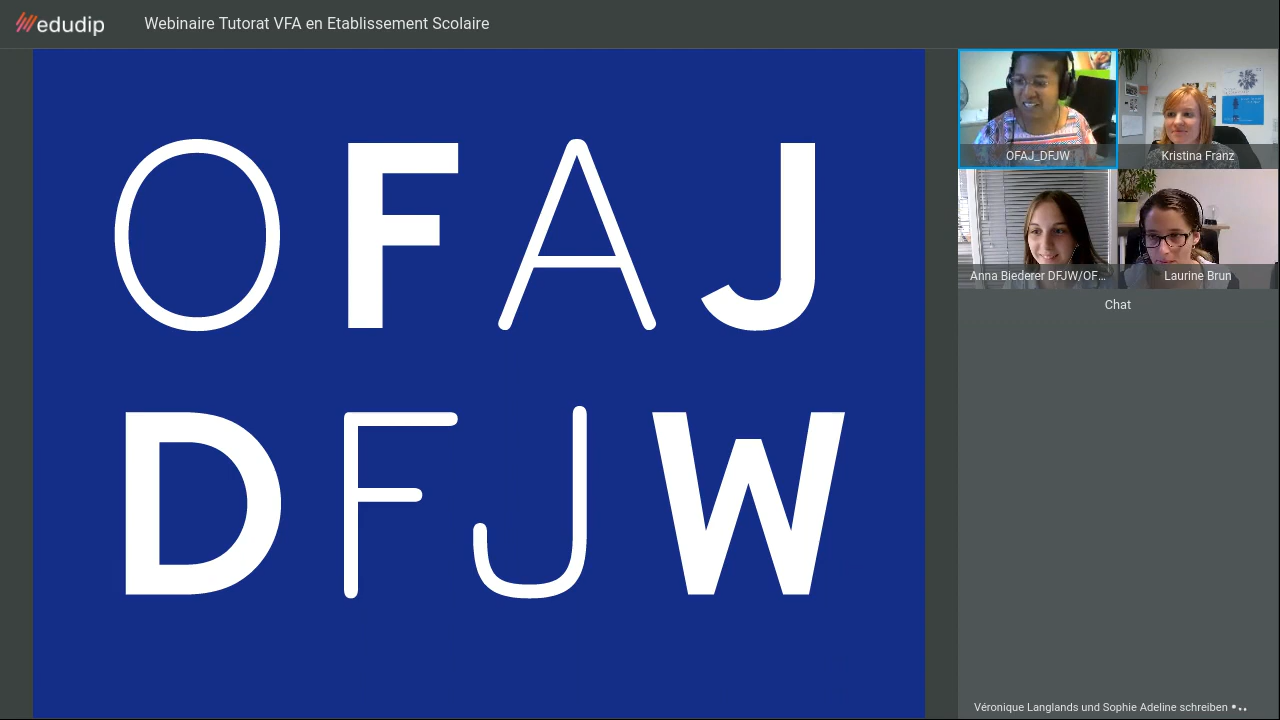 edudip
Webinaire Tutorat VFA en Etablissement Scolaire
OFAJ
DFJW
OFAJ_DFJW
Kristina Franz
Anna Biederer DFJW/OF...
Laurine Brun
Chat
Véronique Langlands und Sophie Adeline schreiben